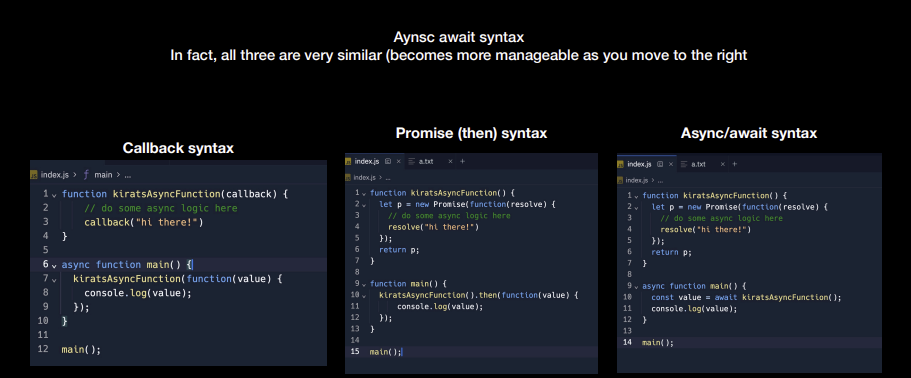 Aynsc await syntax
In fact, all three are very similar (becomes more manageable as you move to the right
Callback syntax
index.js > main > ...
1 function kiratsAsyncFunction(callback) {
2 // do some async logic here
3 callback("hi there!")
4 }
5
6 async function main() {
7 kiratsAsyncFunction(function(value) {
8 console.log(value);
9 });
10 }
11
12 main();
Promise (then) syntax
index.js × a.txt × +
index.js > ...
1 function kiratsAsyncFunction() {
2 let p = new Promise(function(resolve) {
3 // do some async logic here
4 resolve("hi there!")
5 });
6 return p;
7 }
8
9 function main() {
10 kiratsAsyncFunction().then(function(value) {
11 console.log(value);
12 });
13 }
14
15 main();
Async/await syntax
index.js × a.txt × +
index.js > ...
1 function kiratsAsyncFunction() {
2 let p = new Promise(function(resolve) {
3 // do some async logic here
4 resolve("hi there!")
5 });
6 return p;
7 }
8
9 async function main() {
10 const value = await kiratsAsyncFunction();
11 console.log(value);
12 }
13
14 main();